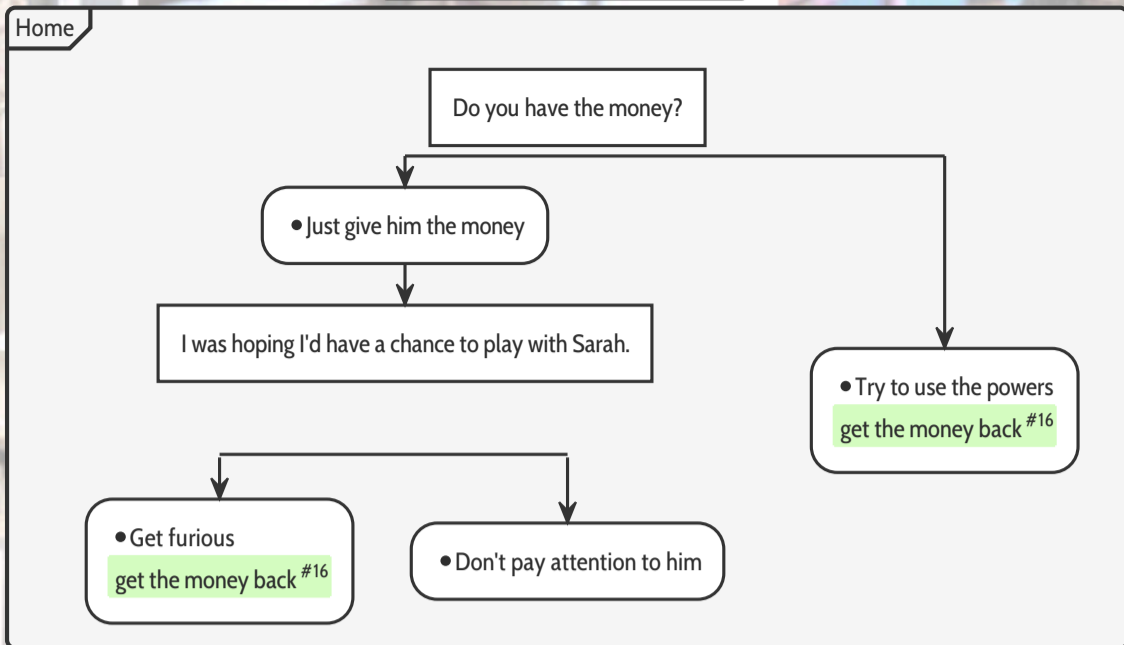 Home
Do you have the money?
•Just give him the money
I was hoping I'd have a chance to play with Sarah.
•Try to use the powers
get the money back #16
•Get furious
get the money back #16
•Don't pay attention to him